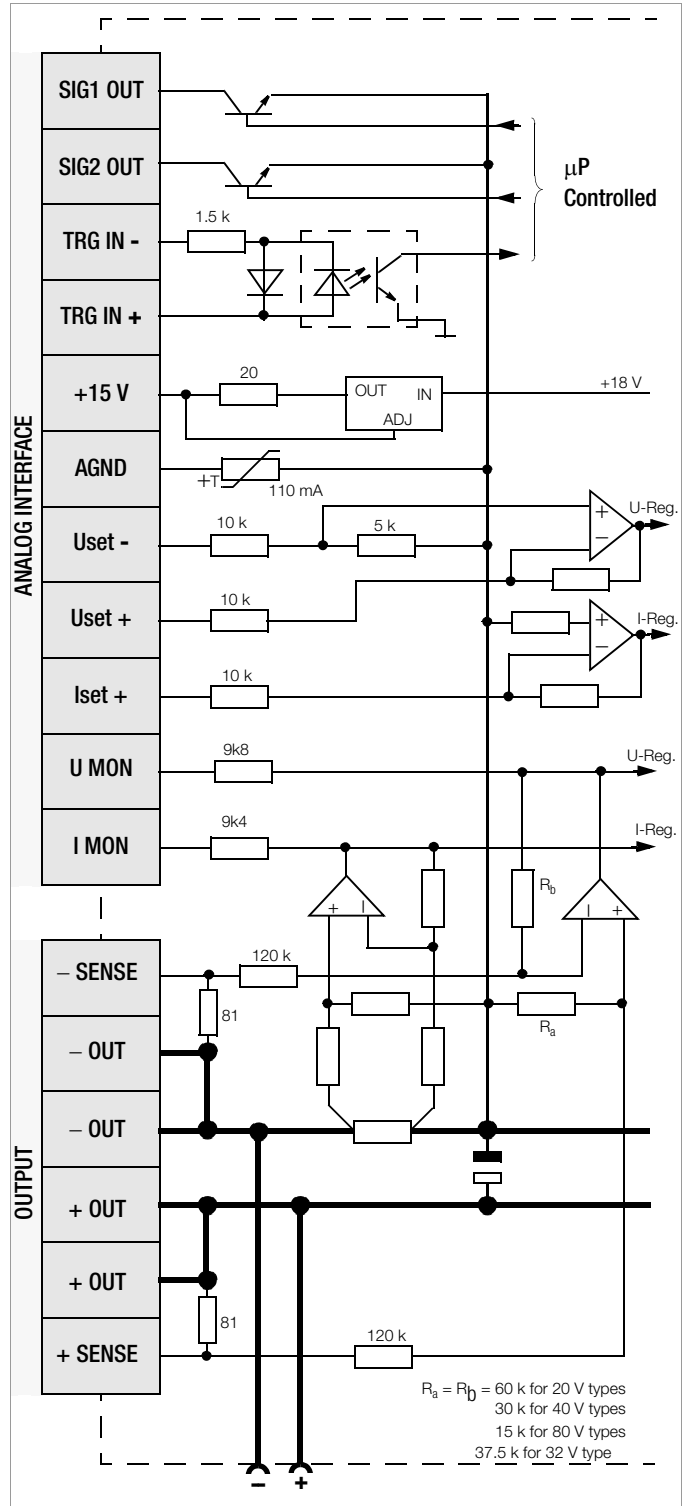 ANALOG INTERFACE
SIG1 OUT
SIG2 OUT
µP
Controlled
TRG IN -
1.5 k
TRG IN +
+15 V
20
OUT IN
ADJ
+18 V
AGND
+T
110 mA
Uset -
10 k
5 k
+
−
U-Reg.
Uset +
10 k
+
−
I-Reg.
Iset +
10 k
U MON
9k8
U-Reg.
I MON
9k4
I-Reg.
+ −
Rb
− +
OUTPUT
− SENSE
120 k
81
Ra
− OUT
− OUT
+ OUT
+ OUT
81
+ SENSE
120 k
Ra = Rb = 60 k for 20 V types
30 k for 40 V types
15 k for 80 V types
37.5 k for 32 V type
− +